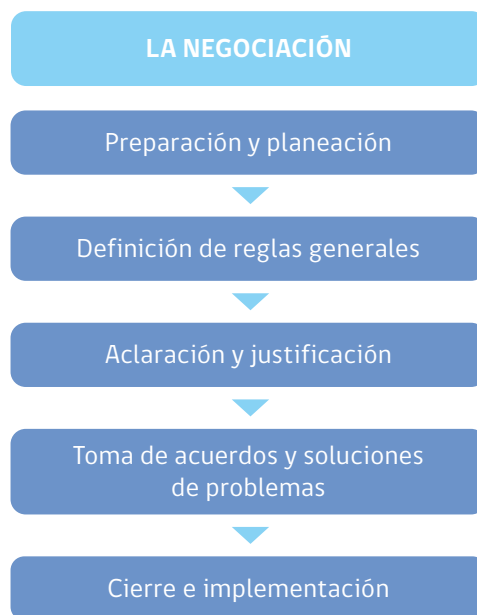 LA NEGOCIACIÓN
Preparación y planeación
Definición de reglas generales
Aclaración y justificación
Toma de acuerdos y soluciones
de problemas
Cierre e implementación